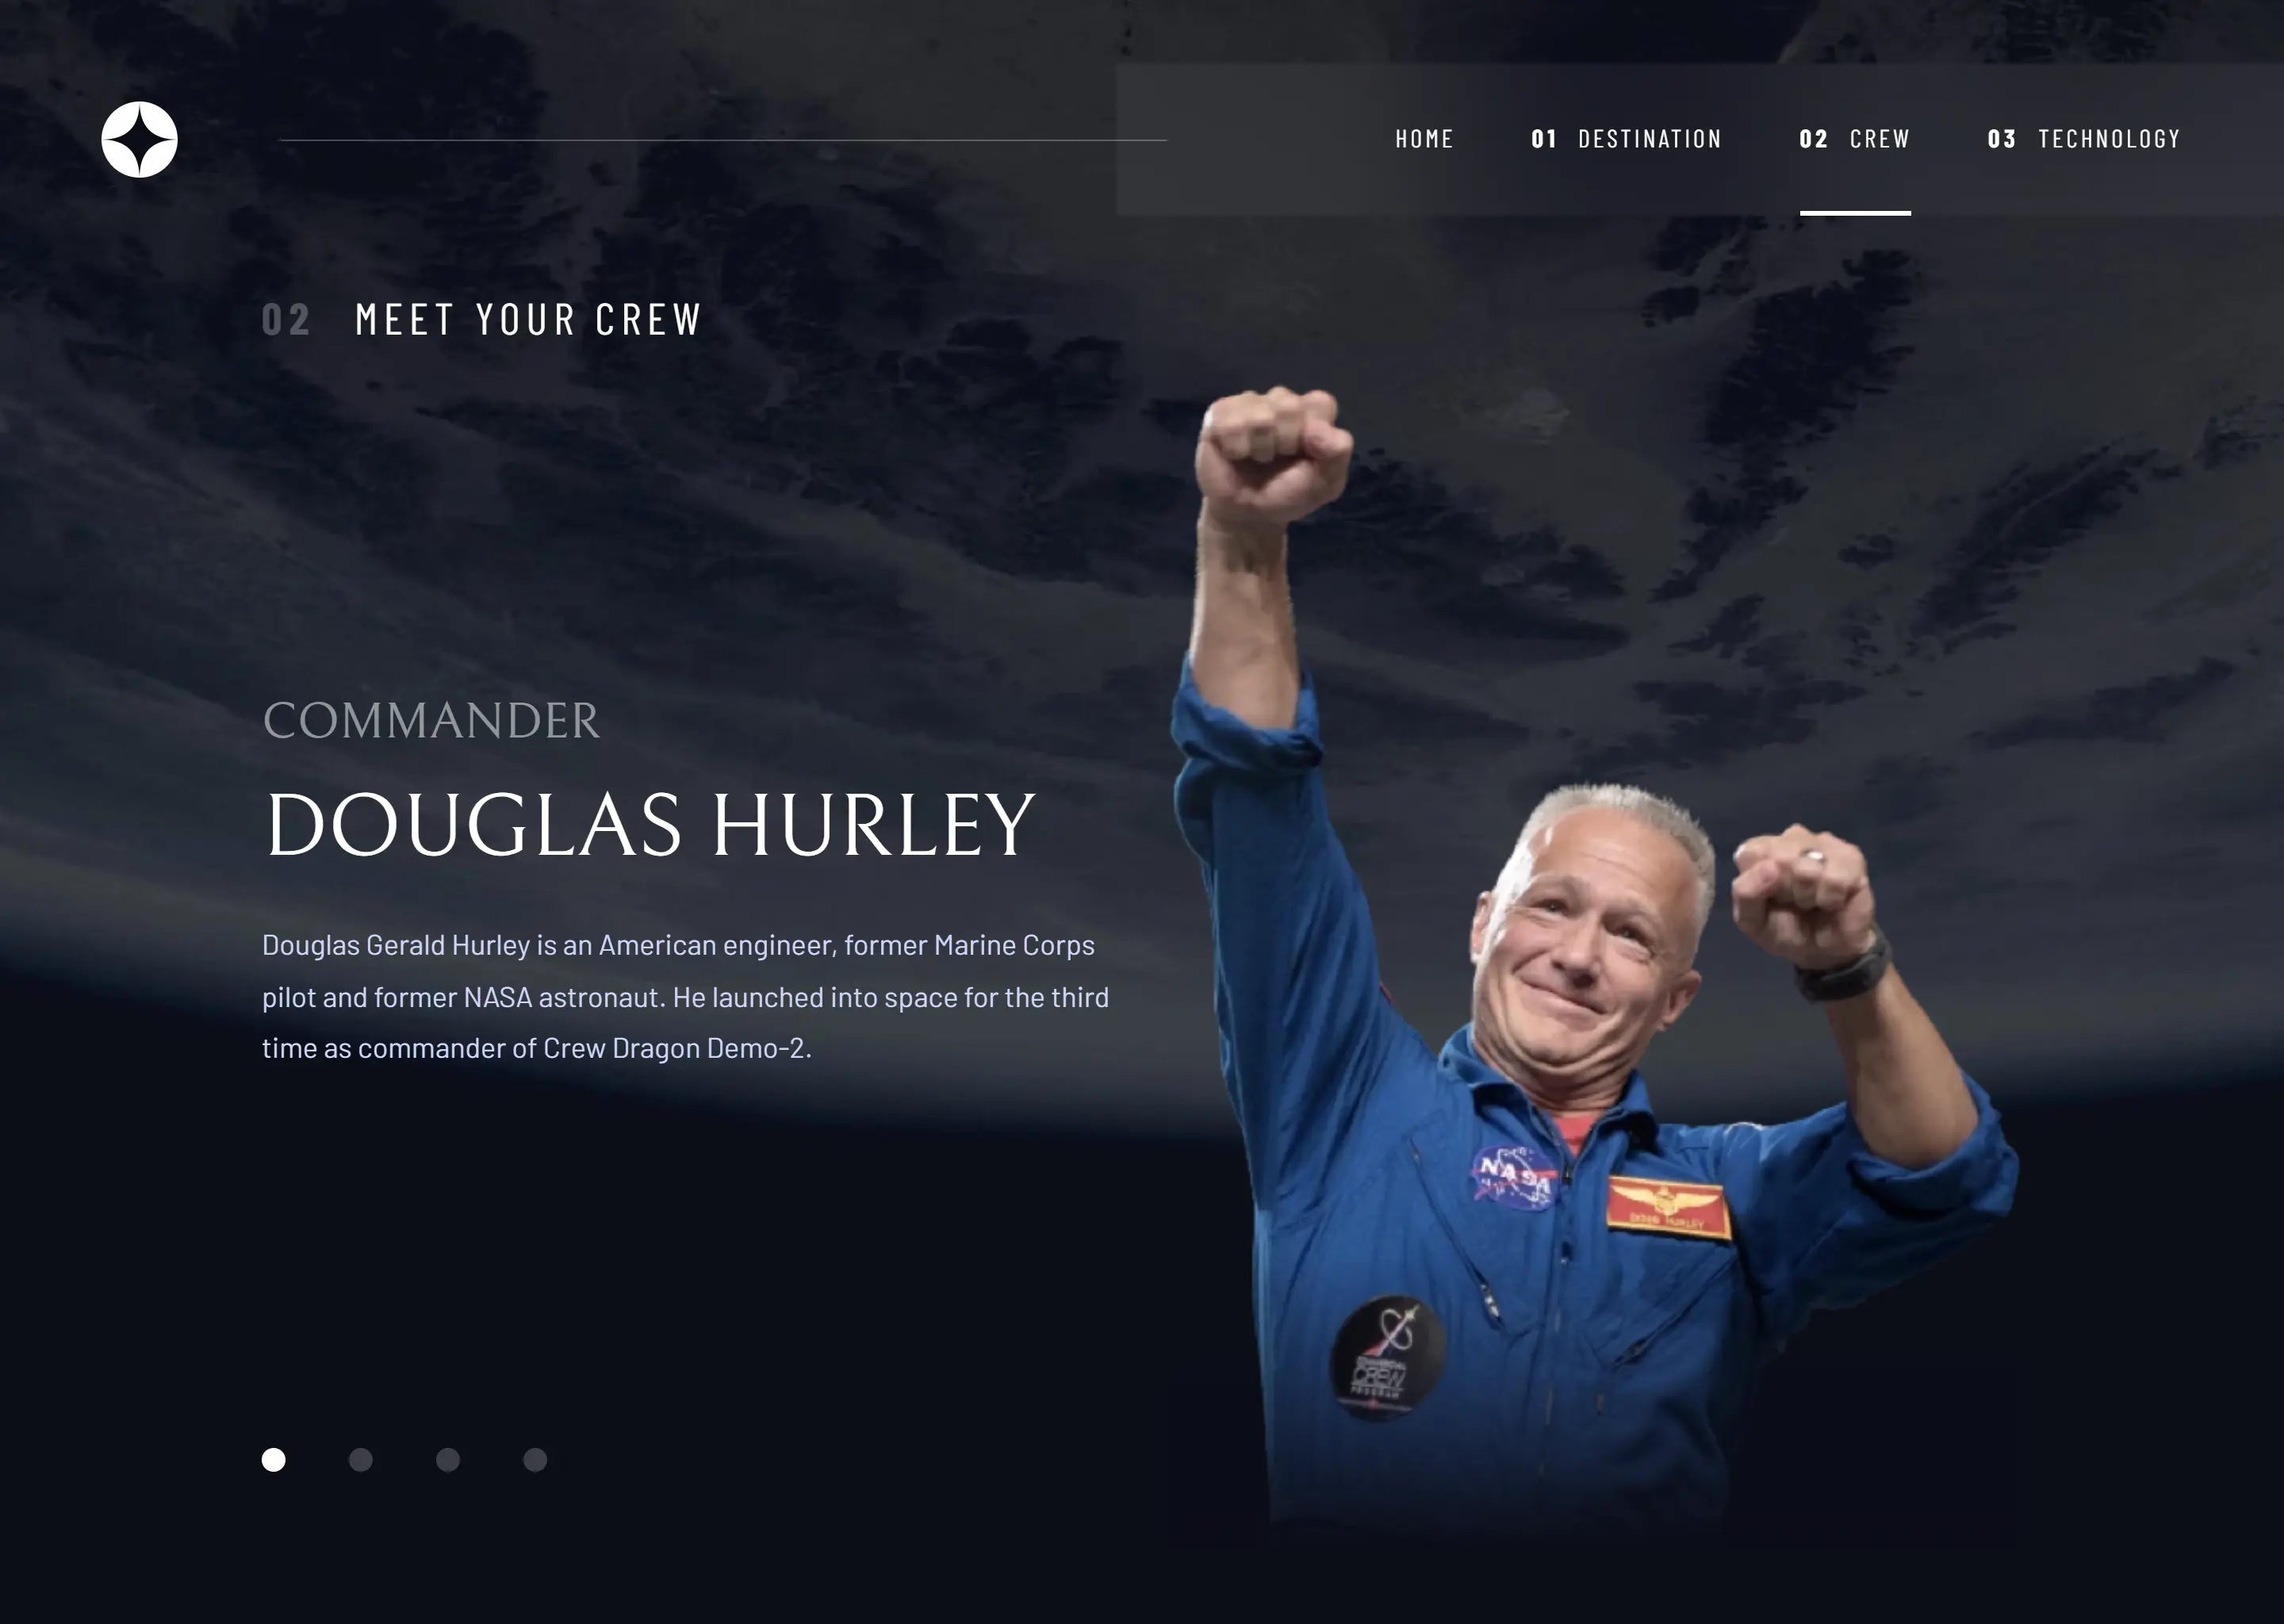 HOME 01 DESTINATION 02 CREW 03 TECHNOLOGY
02 MEET YOUR CREW
COMMANDER
DOUGLAS HURLEY
Douglas Gerald Hurley is an American engineer, former Marine Corps
pilot and former NASA astronaut. He launched into space for the third
time as commander of Crew Dragon Demo-2.
NASA
DOUG HURLEY
COMMERCIAL
CREW
PROGRAM